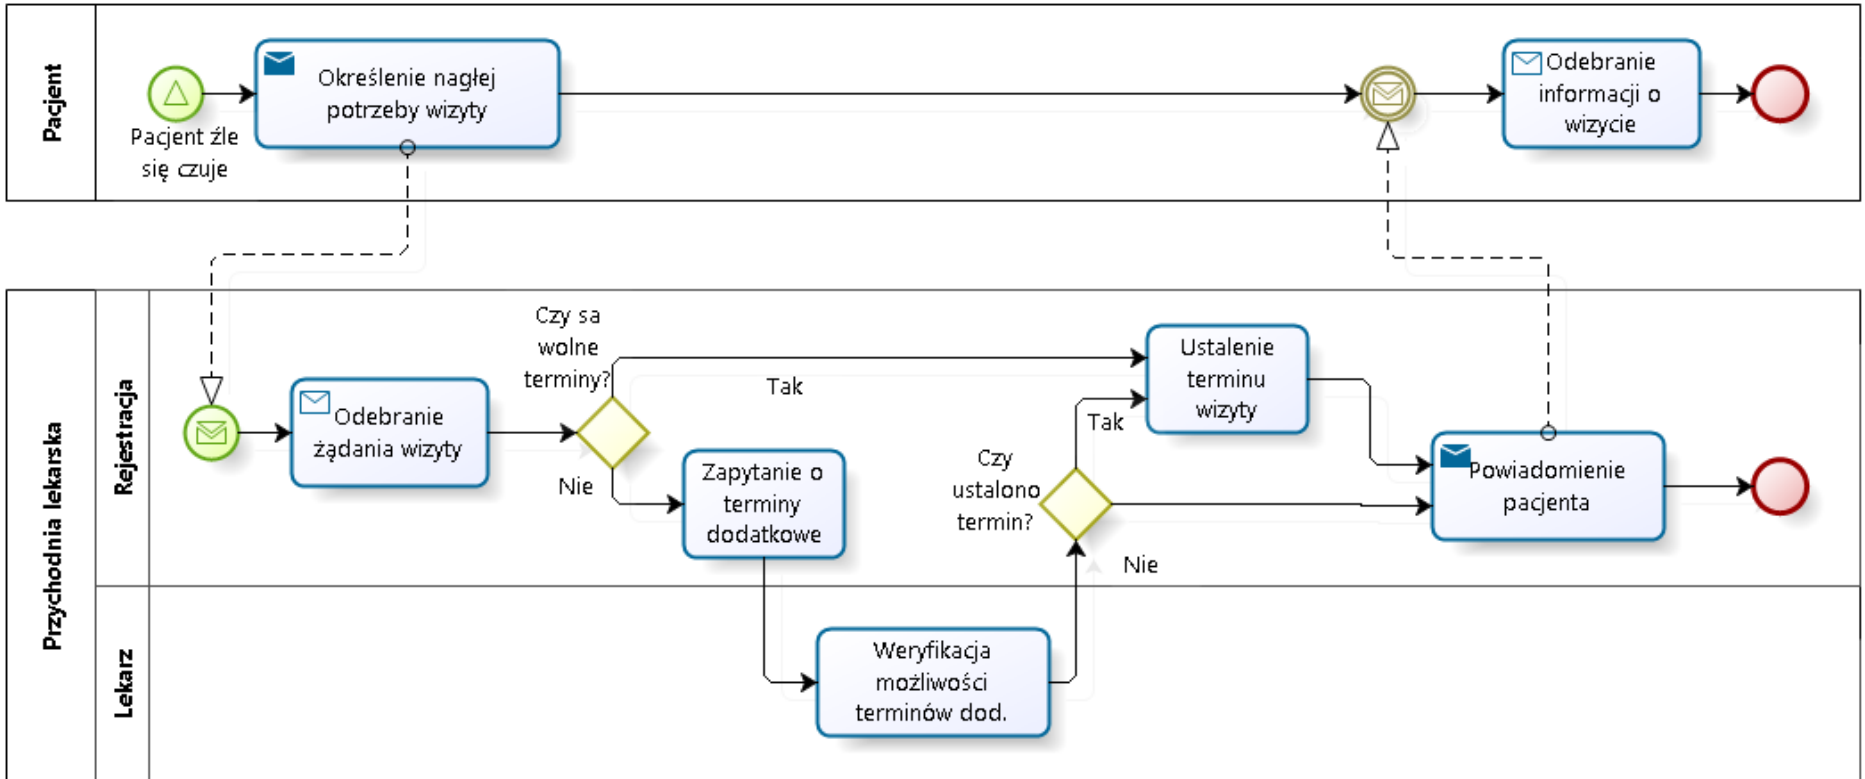 Pacjent
Pacjent źle
się czuje
Określenie nagłej
potrzeby wizyty
Odebranie
informacji o
wizycie
Przychodnia lekarska
Rejestracja
Odebranie
żądania wizyty
Czy sa
wolne
terminy?
Tak
Nie
Zapytanie o
terminy
dodatkowe
Czy
ustalono
termin?
Tak
Nie
Ustalenie
terminu
wizyty
Powiadomienie
pacjenta
Lekarz
Weryfikacja
możliwości
terminów dod.